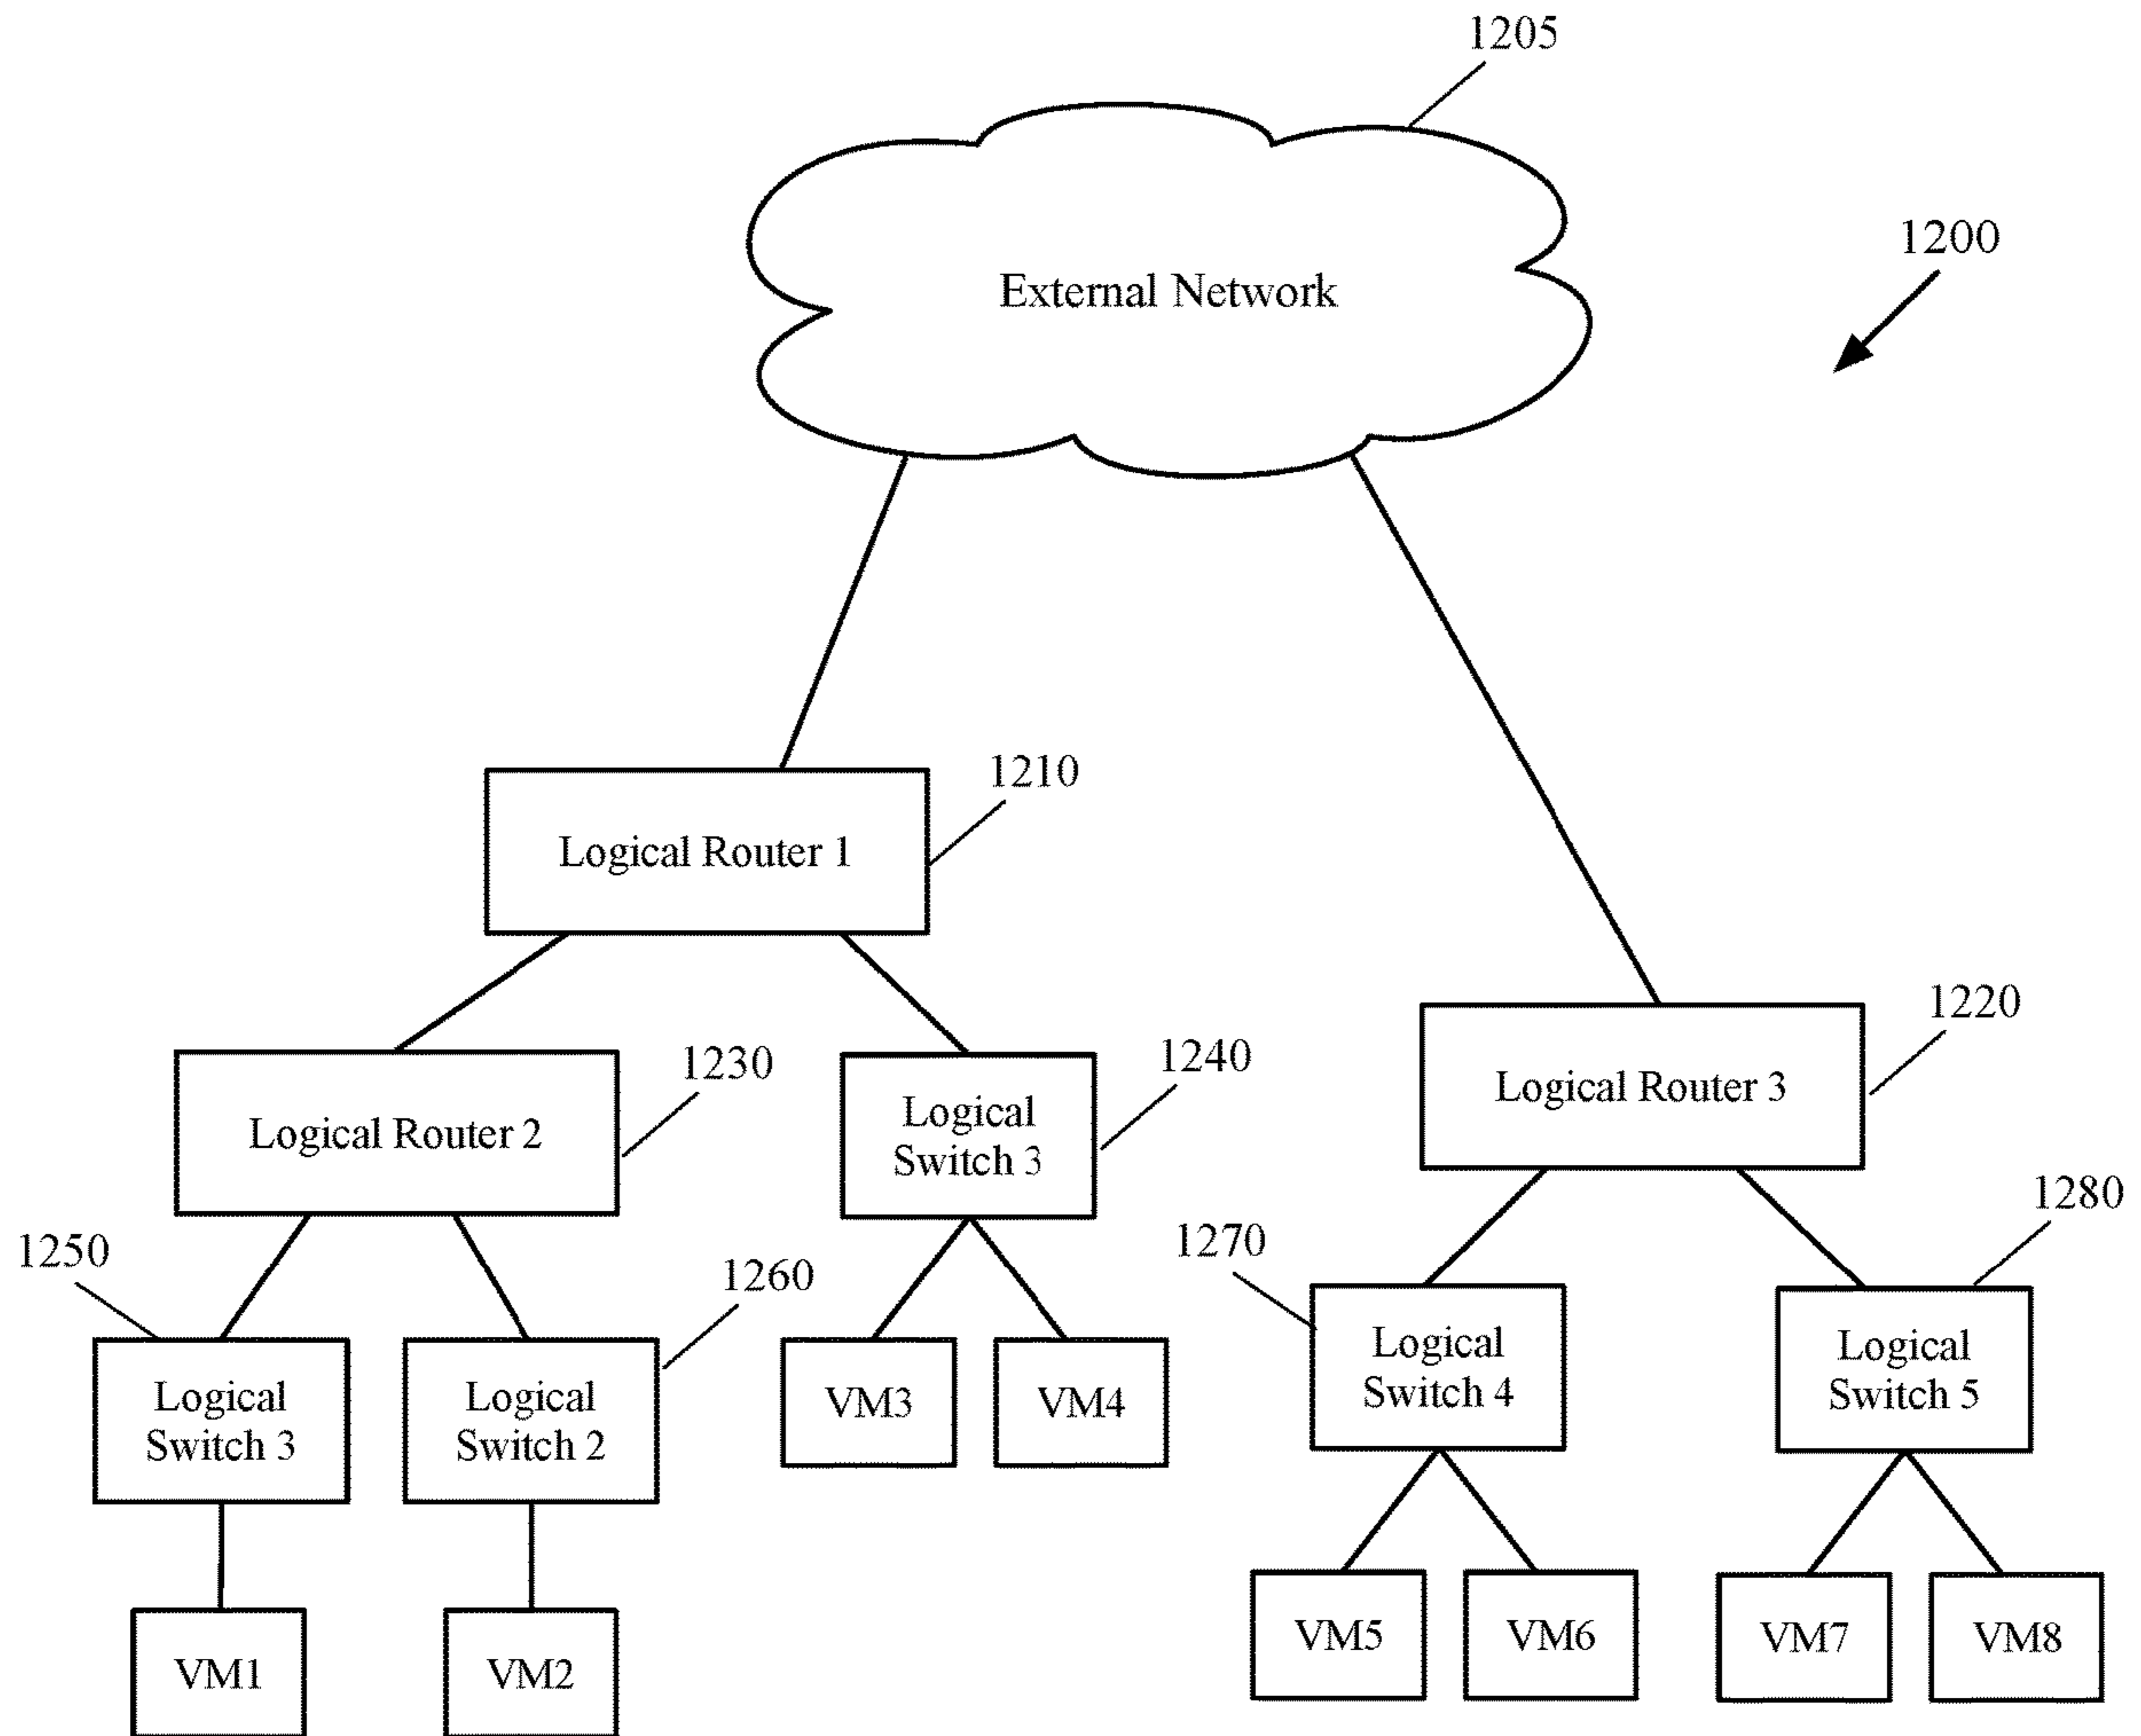 1205
1200
External Network
1210
Logical Router 1
1220
1230
1240
Logical Router 3
Logical
Switch 3
Logical Router 2
1280
1270
1250
1260
Logical
Switch 4
Logical
Switch 5
Logical
Switch 3
Logical
Switch 2
VM3
VM4
VM5
VM6
VM7
VM8
VM1
VM2